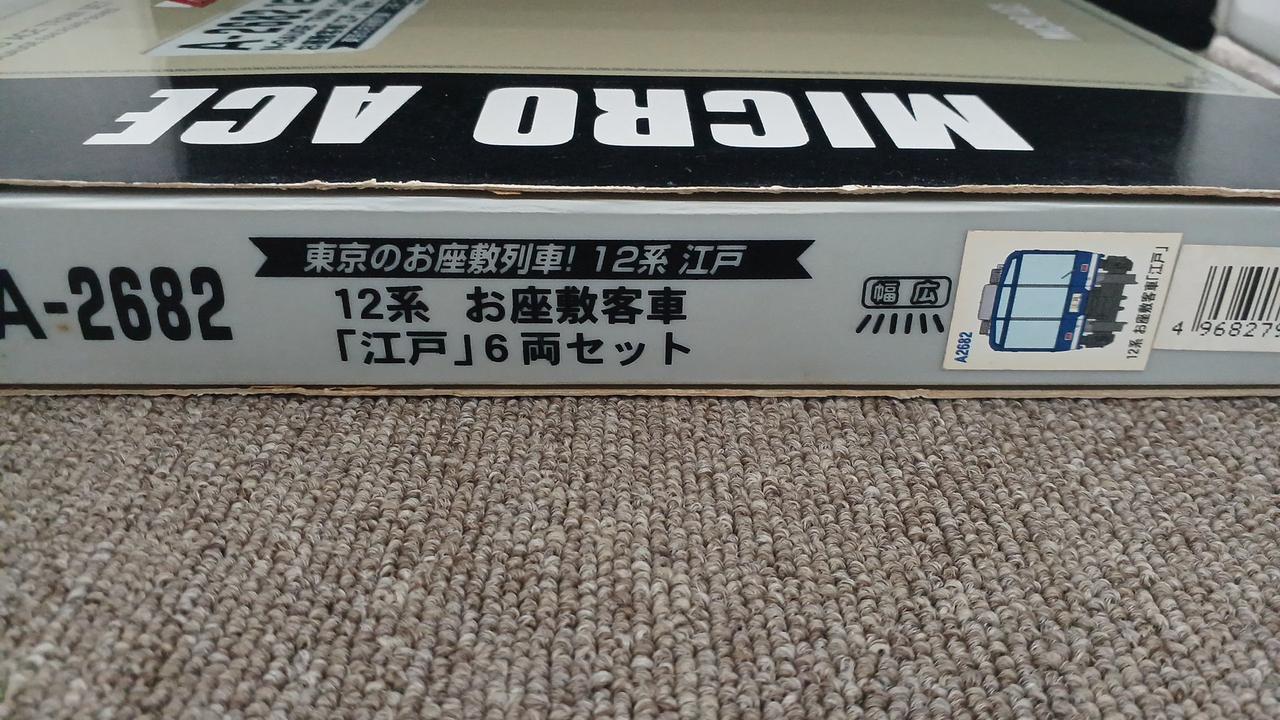 A-2682
MICRO ACE
A-2682
東京のお座敷列車! 12系 江戸
12系 お座敷客車
「江戸」6両セット
幅広
A2682
12系 お座敷客車「江戸」
4 968279